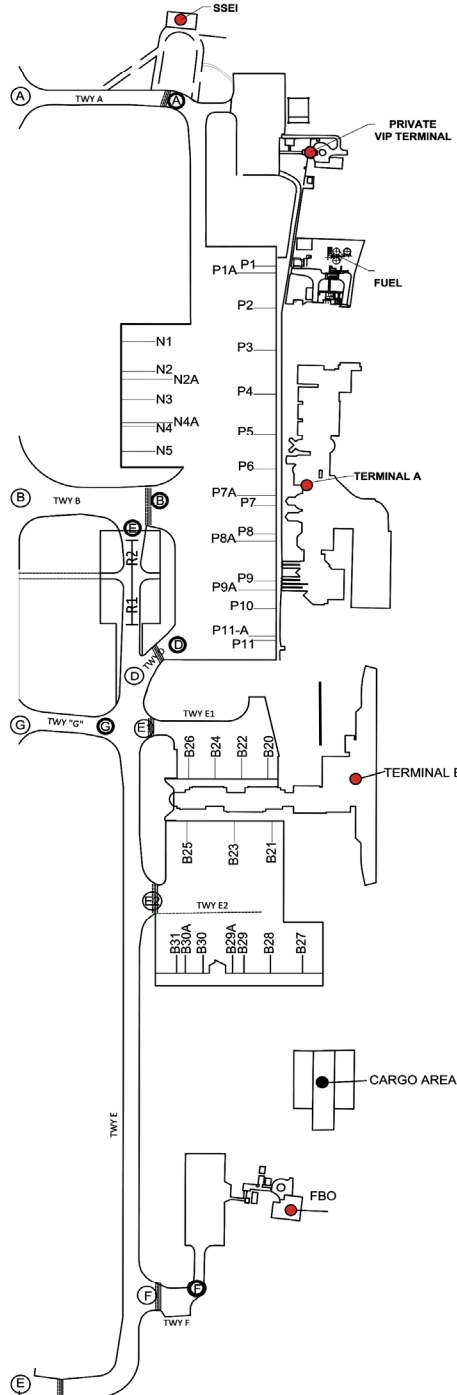 SSEI
A
TWY A
A
PRIVATE
VIP TERMINAL
P1
P1A
FUEL
P2
N1
P3
N2
N2A
P4
N3
N4A
N4
P5
N5
P6
TERMINAL A
B
TWY B
B
P7A
P7
E
P8
P8A
R2
P9
P9A
R1
P10
P11-A
P11
D
TWY D
D
G
TWY "G"
G
E
TWY E1
B26
B24
B22
B20
TERMINAL B
B25
B23
B21
E2
TWY E2
B31
B30A
B30
B29A
B29
B28
B27
CARGO AREA
TWY E
FBO
F
F
TWY F
E